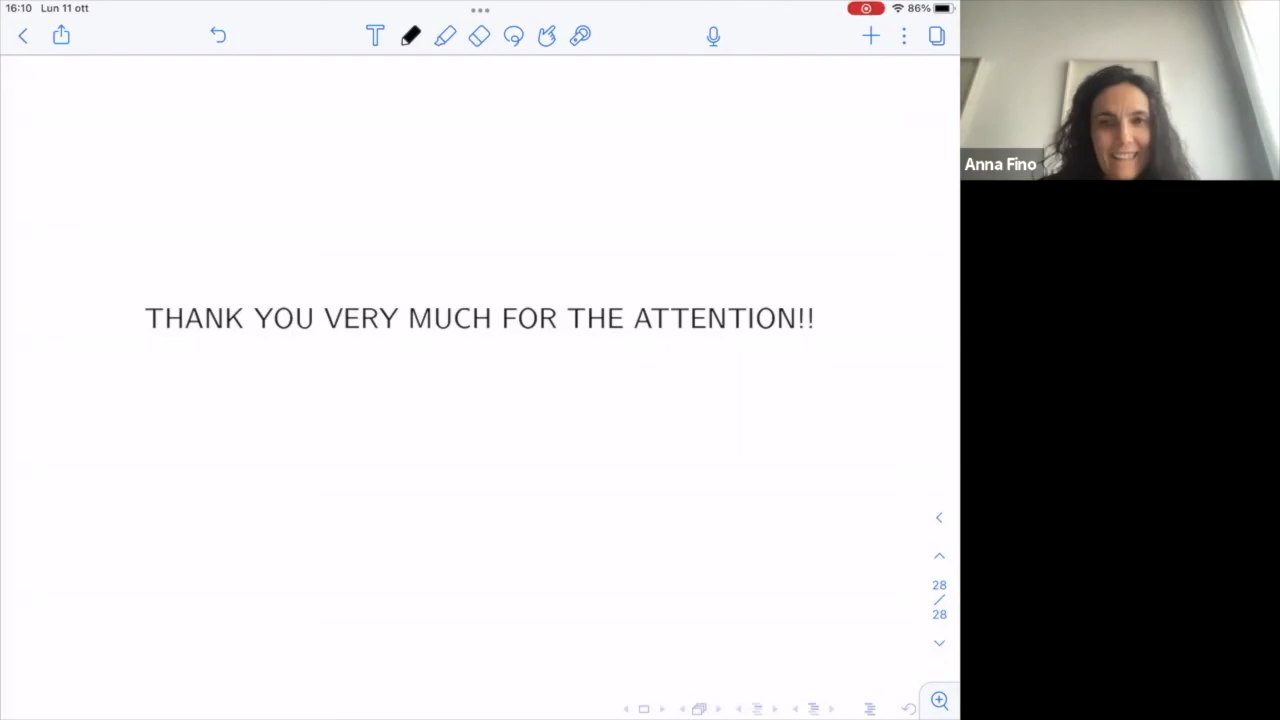 16:10 Lun 11 ott
86%
THANK YOU VERY MUCH FOR THE ATTENTION!!
Anna Fino
28
28